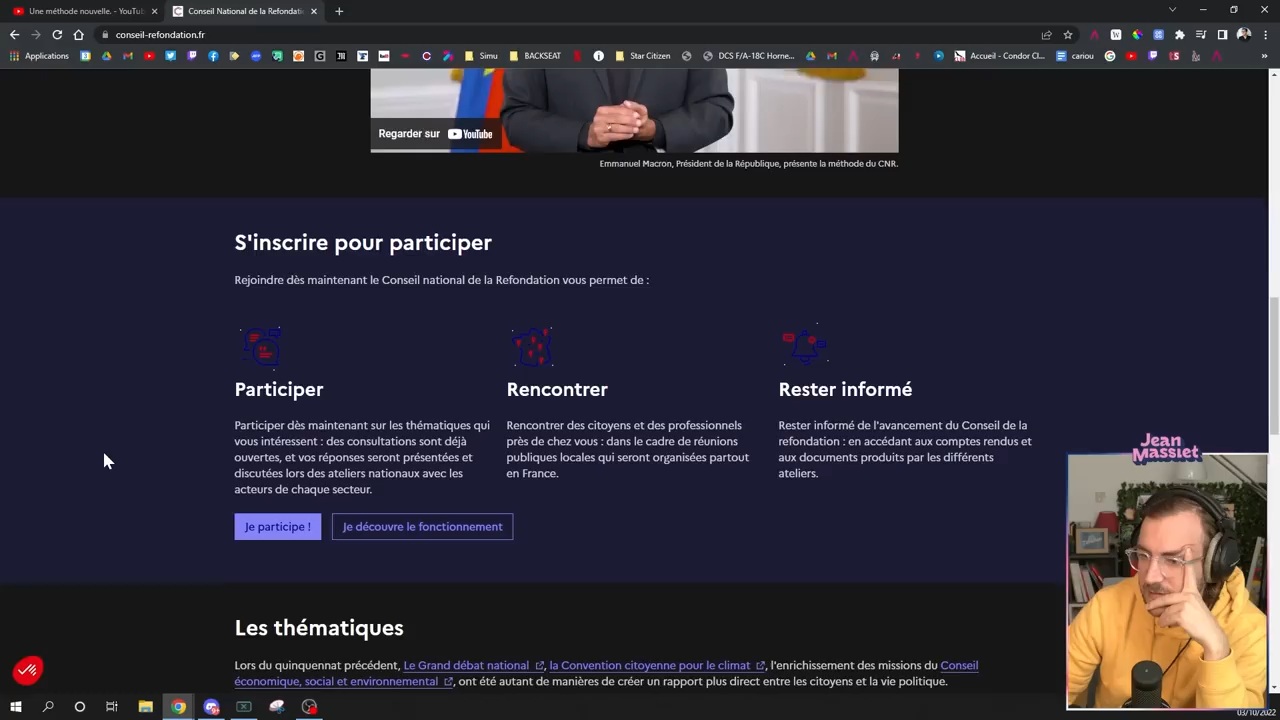 Une méthode nouvelle. - YouTu
Conseil National de la Refondatio
conseil-refondation.fr
Applications
Simu
BACKSEAT
Star Citizen
DCS F/A-18C Horne...
Accueil - Condor Cl...
cariou
Regarder sur YouTube
Emmanuel Macron, Président de la République, présente la méthode du CNR.
S'inscrire pour participer
Rejoindre dès maintenant le Conseil national de la Refondation vous permet de :
Participer
Participer dès maintenant sur les thématiques qui
vous intéressent : des consultations sont déjà
ouvertes, et vos réponses seront présentées et
discutées lors des ateliers nationaux avec les
acteurs de chaque secteur.
Rencontrer
Rencontrer des citoyens et des professionnels
près de chez vous : dans le cadre de réunions
publiques locales qui seront organisées partout
en France.
Rester informé
Rester informé de l'avancement du Conseil de la
refondation : en accédant aux comptes rendus et
aux documents produits par les différents
ateliers.
Je participe !
Je découvre le fonctionnement
Jean
Massiet
Les thématiques
Lors du quinquennat précédent, Le Grand débat national, la Convention citoyenne pour le climat, l'enrichissement des missions du Conseil
économique, social et environnemental, ont été autant de manières de créer un rapport plus direct entre les citoyens et la vie politique.
03/10/2022